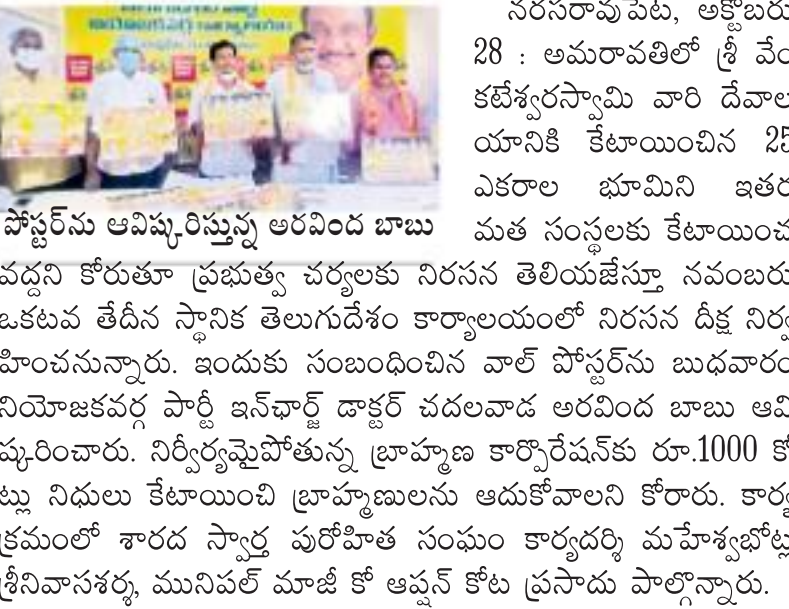 పోస్టర్‌ను ఆవిష్కరిస్తున్న అరవింద బాబు
నరసరావుపేట, అక్టోబరు
28 : అమరావతిలో శ్రీ వేం
కటేశ్వరస్వామి వారి దేవాల
యానికి కేటాయించిన 25
ఎకరాల భూమిని ఇతర
మత సంస్థలకు కేటాయించ
వద్దని కోరుతూ ప్రభుత్వ చర్యలకు నిరసన తెలియజేస్తూ నవంబరు
ఒకటవ తేదీన స్థానిక తెలుగుదేశం కార్యాలయంలో నిరసన దీక్ష నిర్వ
హించనున్నారు. ఇందుకు సంబంధించిన వాల్ పోస్టర్‌ను బుధవారం
నియోజకవర్గ పార్టీ ఇన్‌ఛార్జ్ డాక్టర్ చదలవాడ అరవింద బాబు ఆవి
ష్కరించారు. నిర్వీర్యమైపోతున్న బ్రాహ్మణ కార్పొరేషన్‌కు రూ.1000 కో
ట్లు నిధులు కేటాయించి బ్రాహ్మణులను ఆదుకోవాలని కోరారు. కార్య
క్రమంలో శారద స్వార్త పురోహిత సంఘం కార్యదర్శి మహేశ్వభోట్ల
శ్రీనివాసశర్మ, మునిపల్ మాజీ కో ఆప్షన్ కోట ప్రసాదు పాల్గొన్నారు.